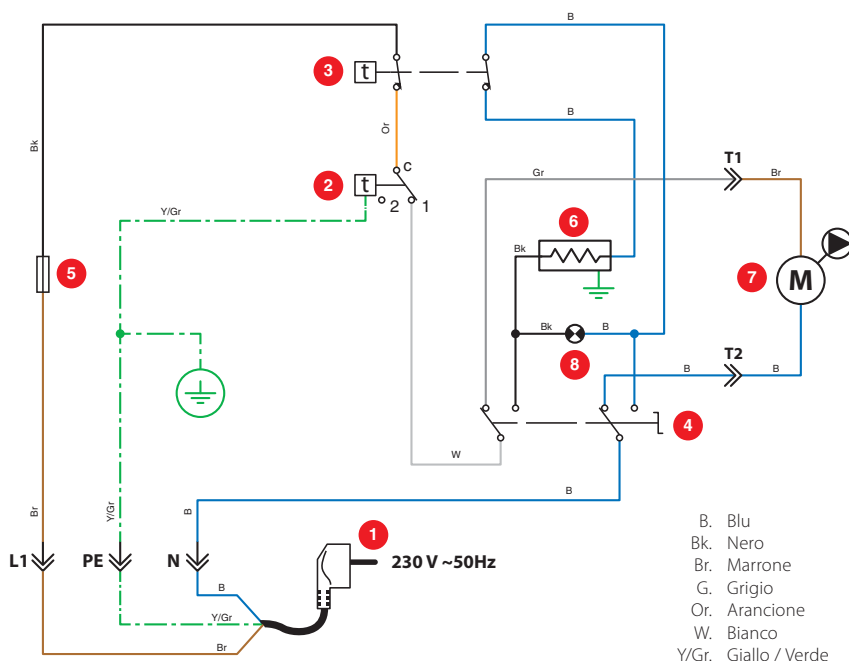 B
3
t
B
Bk
Or
T1
C
Gr
Br
2
t
2
1
Y/Gr
6
Bk
5
7
M
Bk
B
8
T2
B
B
4
W
B
B
Br
Y/Gr
1
L1
PE
N
230 V ~50Hz
B
Y/Gr
Br
B. Blu
Bk. Nero
Br. Marrone
G. Grigio
Or. Arancione
W. Bianco
Y/Gr. Giallo / Verde